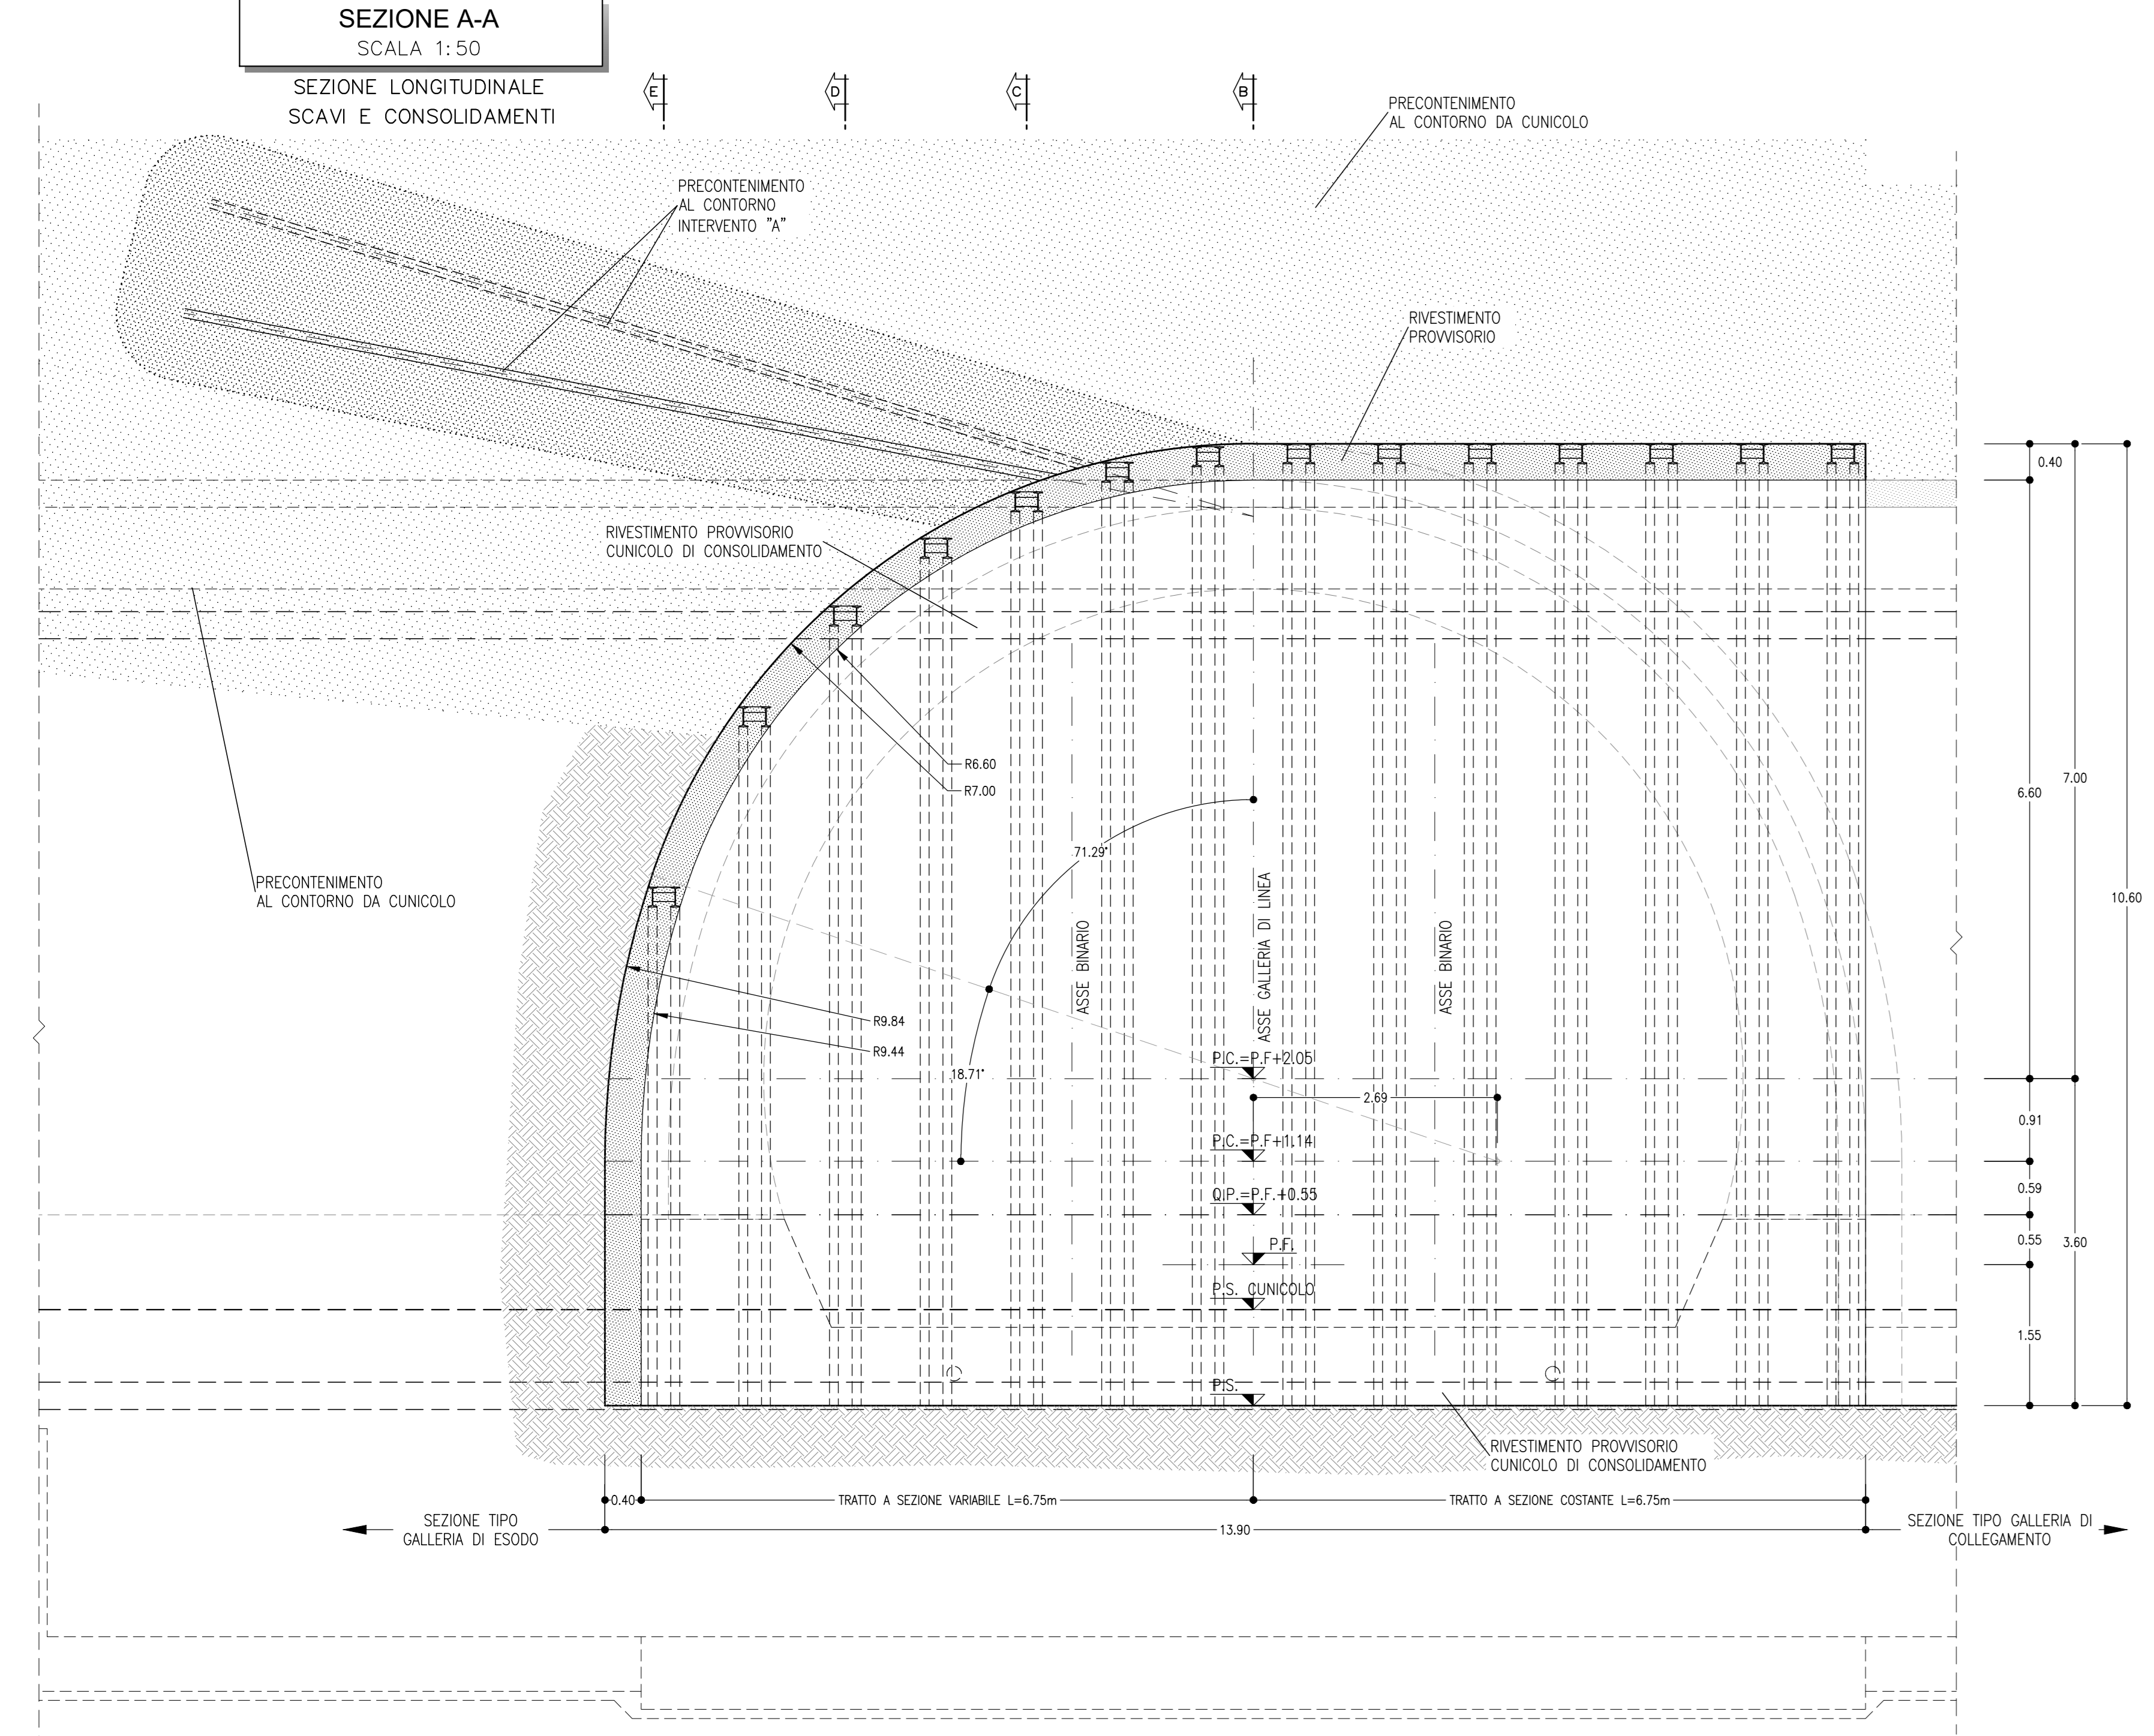 SEZIONE A-A
SCALA 1:50
SEZIONE LONGITUDINALE
SCAVI E CONSOLIDAMENTI
E
D
C
B
PRECONTENIMENTO
AL CONTORNO DA CUNICOLO
PRECONTENIMENTO
AL CONTORNO
INTERVENTO "A"
RIVESTIMENTO
PROVVISORIO
RIVESTIMENTO PROVVISORIO
CUNICOLO DI CONSOLIDAMENTO
PRECONTENIMENTO
AL CONTORNO DA CUNICOLO
R6.60
R7.00
71.29°
18.71°
R9.84
R9.44
ASSE BINARIO
ASSE GALLERIA DI LINEA
ASSE BINARIO
P.C.=P.F+2.05
2.69
P.C.=P.F+1.14
Q.P.=P.F.+0.55
P.F.
P.S. CUNICOLO
P.S.
0.40
6.60
7.00
10.60
0.91
0.59
0.55
3.60
1.55
RIVESTIMENTO PROVVISORIO
CUNICOLO DI CONSOLIDAMENTO
0.40
TRATTO A SEZIONE VARIABILE L=6.75m
TRATTO A SEZIONE COSTANTE L=6.75m
13.90
SEZIONE TIPO
GALLERIA DI ESODO
SEZIONE TIPO GALLERIA DI
COLLEGAMENTO